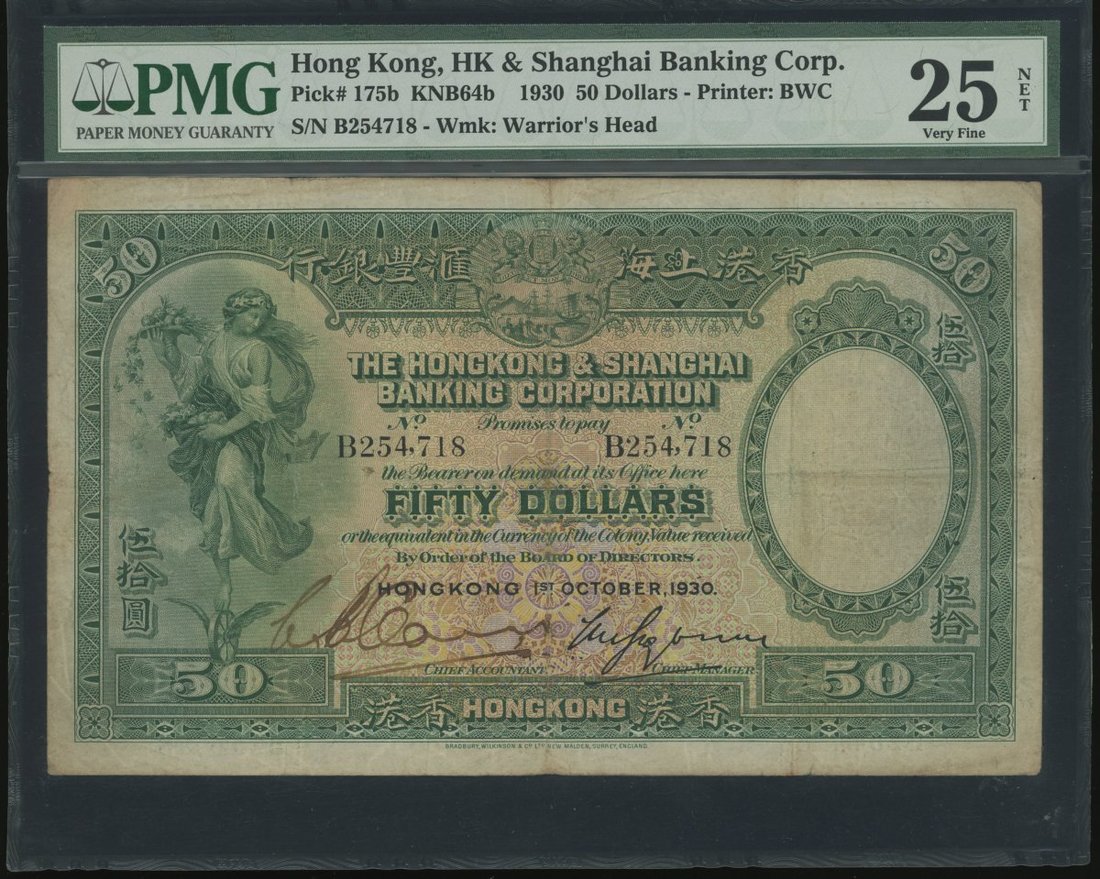 PMG
PAPER MONEY GUARANTY
Hong Kong, HK & Shanghai Banking Corp.
Pick# 175b KNB64b 1930 50 Dollars - Printer: BWC
S/N B254718 - Wmk: Warrior's Head
25 NET
Very Fine
50 50
行銀豐滙 海上港香
伍拾
THE HONGKONG & SHANGHAI
BANKING CORPORATION
No. Promises to pay No.
B254,718 B254,718
the Bearer on demand at its Office here
FIFTY DOLLARS
or the equivalent in the Currency of the Colony, Value received
By Order of the BOARD OF DIRECTORS.
伍拾圓
伍拾
HONGKONG 1ST OCTOBER, 1930.
CHIEF ACCOUNTANT CHIEF MANAGER
50 50
港香 HONGKONG 港香
BRADBURY, WILKINSON & Co. LTD. NEW MALDEN, SURREY, ENGLAND.